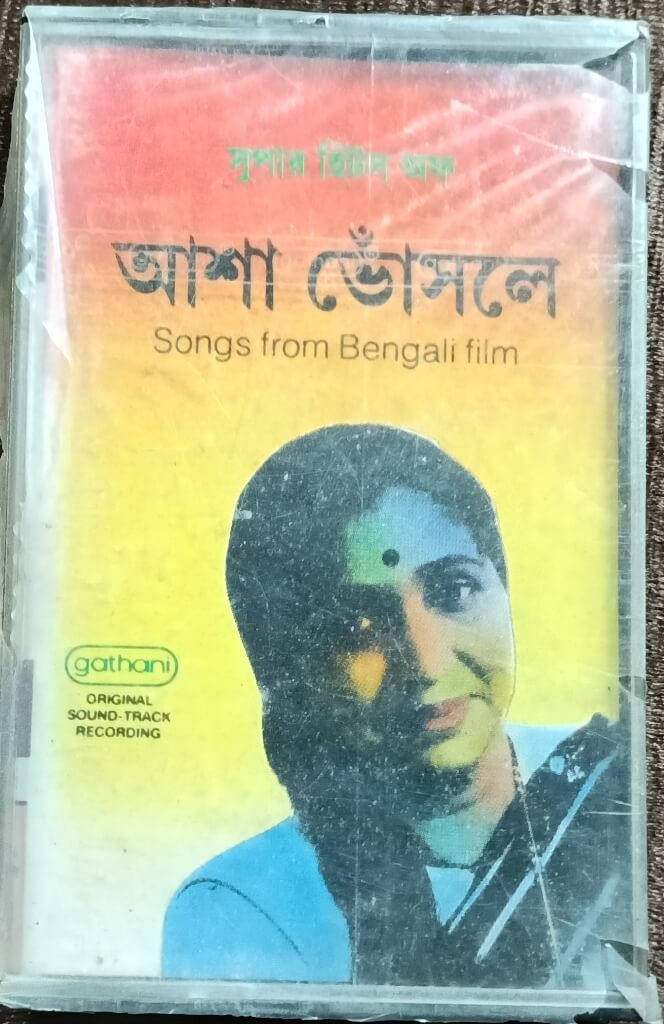 সুপার হিটস্ অফ্
আশা ভোঁসলে
Songs from Bengali film
gathani
ORIGINAL
SOUND-TRACK
RECORDING